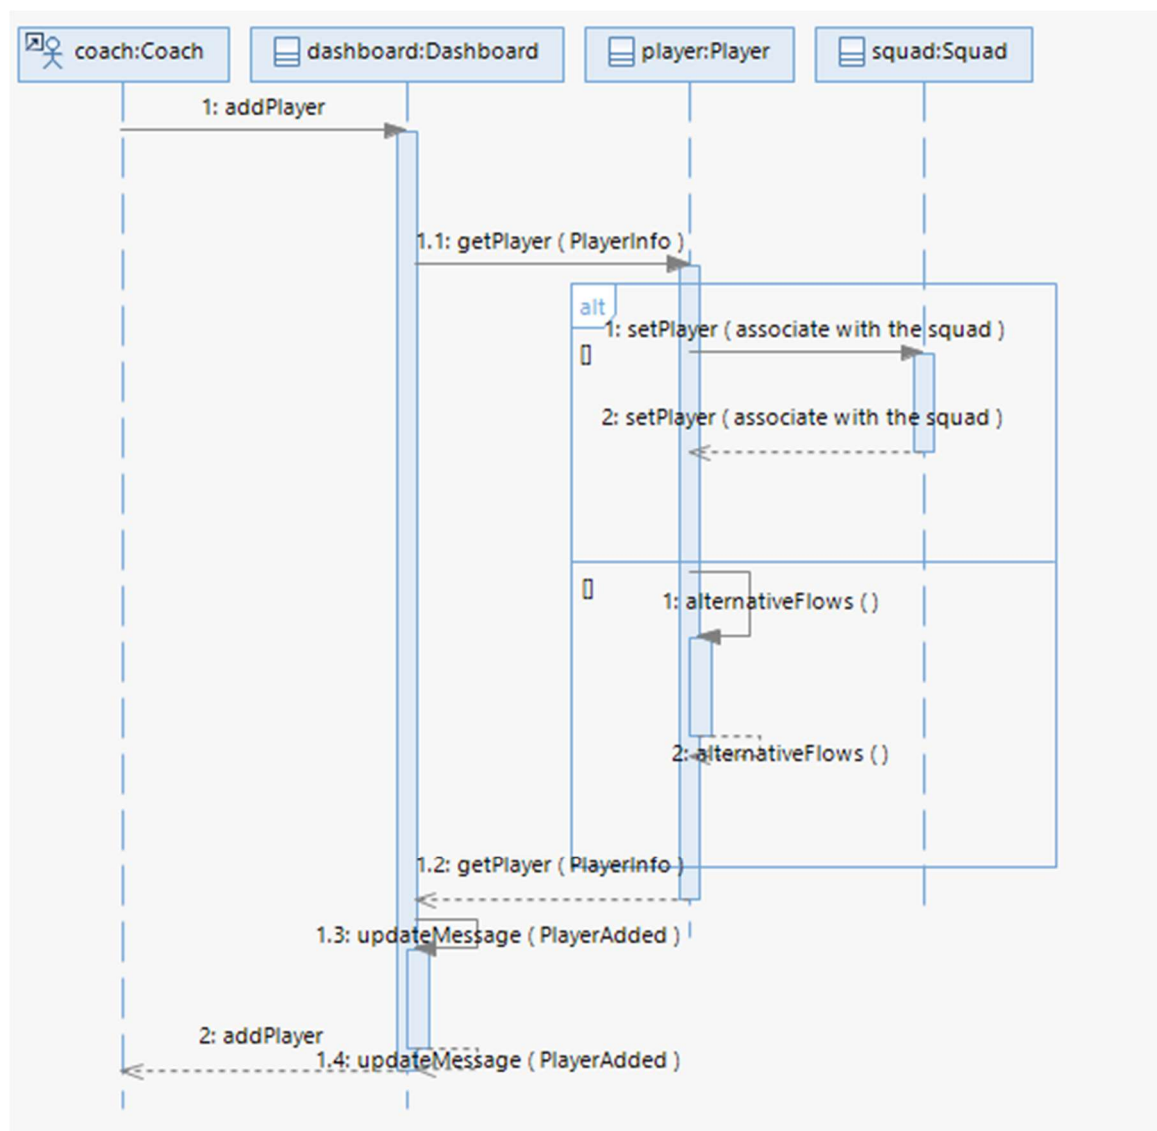 coach:Coach
dashboard:Dashboard
player:Player
squad:Squad
1: addPlayer
1.1: getPlayer ( PlayerInfo )
alt
1: setPlayer ( associate with the squad )
[]
2: setPlayer ( associate with the squad )
[]
1: alternativeFlows ( )
2: alternativeFlows ( )
1.2: getPlayer ( PlayerInfo )
1.3: updateMessage ( PlayerAdded )
2: addPlayer
1.4: updateMessage ( PlayerAdded )